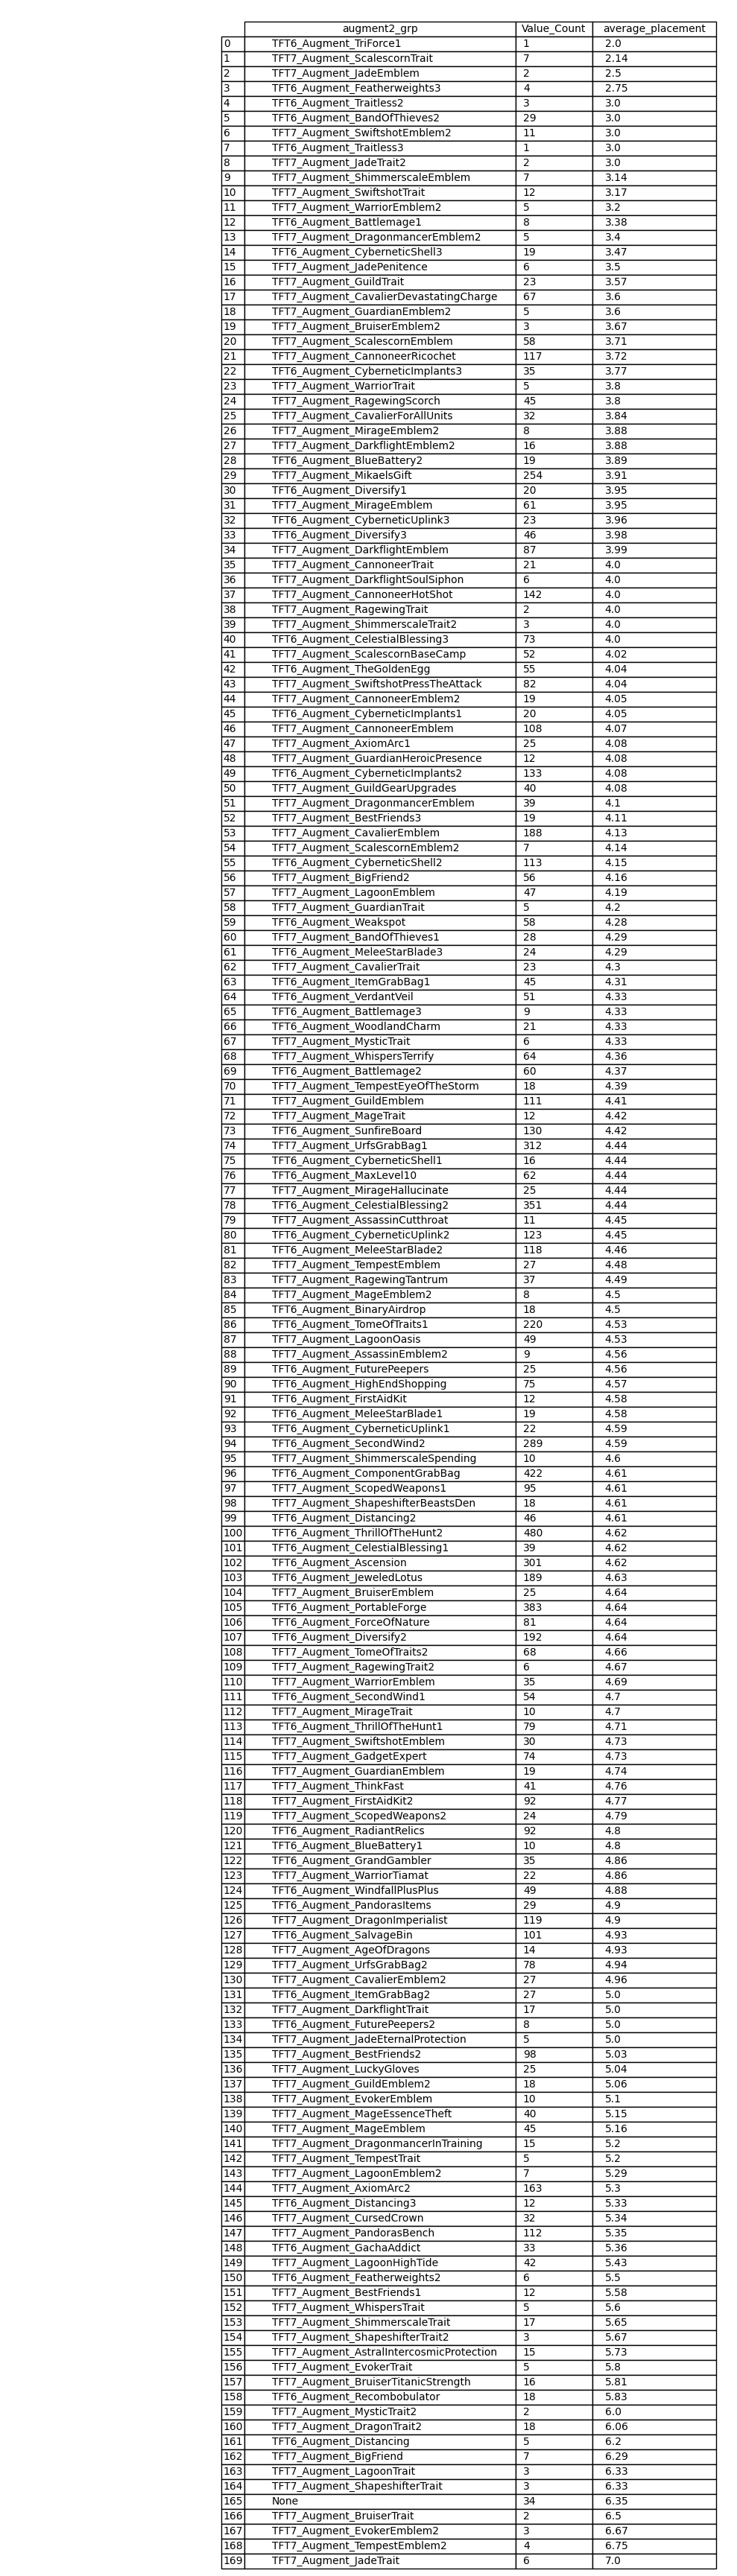 augment2_grp Value_Count average_placement
0 TFT6_Augment_TriForce1 1 2.0
1 TFT7_Augment_ScalescornTrait 7 2.14
2 TFT7_Augment_JadeEmblem 2 2.5
3 TFT6_Augment_Featherweights3 4 2.75
4 TFT6_Augment_Traitless2 3 3.0
5 TFT6_Augment_BandOfThieves2 29 3.0
6 TFT7_Augment_SwiftshotEmblem2 11 3.0
7 TFT6_Augment_Traitless3 1 3.0
8 TFT7_Augment_JadeTrait2 2 3.0
9 TFT7_Augment_ShimmerscaleEmblem 7 3.14
10 TFT7_Augment_SwiftshotTrait 12 3.17
11 TFT7_Augment_WarriorEmblem2 5 3.2
12 TFT6_Augment_Battlemage1 8 3.38
13 TFT7_Augment_DragonmancerEmblem2 5 3.4
14 TFT6_Augment_CyberneticShell3 19 3.47
15 TFT7_Augment_JadePenitence 6 3.5
16 TFT7_Augment_GuildTrait 23 3.57
17 TFT7_Augment_CavalierDevastatingCharge 67 3.6
18 TFT7_Augment_GuardianEmblem2 5 3.6
19 TFT7_Augment_BruiserEmblem2 3 3.67
20 TFT7_Augment_ScalescornEmblem 58 3.71
21 TFT7_Augment_CannoneerRicochet 117 3.72
22 TFT6_Augment_CyberneticImplants3 35 3.77
23 TFT7_Augment_WarriorTrait 5 3.8
24 TFT7_Augment_RagewingScorch 45 3.8
25 TFT7_Augment_CavalierForAllUnits 32 3.84
26 TFT7_Augment_MirageEmblem2 8 3.88
27 TFT7_Augment_DarkflightEmblem2 16 3.88
28 TFT6_Augment_BlueBattery2 19 3.89
29 TFT7_Augment_MikaelsGift 254 3.91
30 TFT6_Augment_Diversify1 20 3.95
31 TFT7_Augment_MirageEmblem 61 3.95
32 TFT6_Augment_CyberneticUplink3 23 3.96
33 TFT6_Augment_Diversify3 46 3.98
34 TFT7_Augment_DarkflightEmblem 87 3.99
35 TFT7_Augment_CannoneerTrait 21 4.0
36 TFT7_Augment_DarkflightSoulSiphon 6 4.0
37 TFT7_Augment_CannoneerHotShot 142 4.0
38 TFT7_Augment_RagewingTrait 2 4.0
39 TFT7_Augment_ShimmerscaleTrait2 3 4.0
40 TFT6_Augment_CelestialBlessing3 73 4.0
41 TFT7_Augment_ScalescornBaseCamp 52 4.02
42 TFT6_Augment_TheGoldenEgg 55 4.04
43 TFT7_Augment_SwiftshotPressTheAttack 82 4.04
44 TFT7_Augment_CannoneerEmblem2 19 4.05
45 TFT6_Augment_CyberneticImplants1 20 4.05
46 TFT7_Augment_CannoneerEmblem 108 4.07
47 TFT7_Augment_AxiomArc1 25 4.08
48 TFT7_Augment_GuardianHeroicPresence 12 4.08
49 TFT6_Augment_CyberneticImplants2 133 4.08
50 TFT7_Augment_GuildGearUpgrades 40 4.08
51 TFT7_Augment_DragonmancerEmblem 39 4.1
52 TFT7_Augment_BestFriends3 19 4.11
53 TFT7_Augment_CavalierEmblem 188 4.13
54 TFT7_Augment_ScalescornEmblem2 7 4.14
55 TFT6_Augment_CyberneticShell2 113 4.15
56 TFT7_Augment_BigFriend2 56 4.16
57 TFT7_Augment_LagoonEmblem 47 4.19
58 TFT7_Augment_GuardianTrait 5 4.2
59 TFT6_Augment_Weakspot 58 4.28
60 TFT7_Augment_BandOfThieves1 28 4.29
61 TFT6_Augment_MeleeStarBlade3 24 4.29
62 TFT7_Augment_CavalierTrait 23 4.3
63 TFT6_Augment_ItemGrabBag1 45 4.31
64 TFT6_Augment_VerdantVeil 51 4.33
65 TFT6_Augment_Battlemage3 9 4.33
66 TFT6_Augment_WoodlandCharm 21 4.33
67 TFT7_Augment_MysticTrait 6 4.33
68 TFT7_Augment_WhispersTerrify 64 4.36
69 TFT6_Augment_Battlemage2 60 4.37
70 TFT7_Augment_TempestEyeOfTheStorm 18 4.39
71 TFT7_Augment_GuildEmblem 111 4.41
72 TFT7_Augment_MageTrait 12 4.42
73 TFT6_Augment_SunfireBoard 130 4.42
74 TFT7_Augment_UrfsGrabBag1 312 4.44
75 TFT6_Augment_CyberneticShell1 16 4.44
76 TFT6_Augment_MaxLevel10 62 4.44
77 TFT7_Augment_MirageHallucinate 25 4.44
78 TFT6_Augment_CelestialBlessing2 351 4.44
79 TFT7_Augment_AssassinCutthroat 11 4.45
80 TFT6_Augment_CyberneticUplink2 123 4.45
81 TFT6_Augment_MeleeStarBlade2 118 4.46
82 TFT7_Augment_TempestEmblem 27 4.48
83 TFT7_Augment_RagewingTantrum 37 4.49
84 TFT7_Augment_MageEmblem2 8 4.5
85 TFT6_Augment_BinaryAirdrop 18 4.5
86 TFT6_Augment_TomeOfTraits1 220 4.53
87 TFT7_Augment_LagoonOasis 49 4.53
88 TFT7_Augment_AssassinEmblem2 9 4.56
89 TFT6_Augment_FuturePeepers 25 4.56
90 TFT6_Augment_HighEndShopping 75 4.57
91 TFT6_Augment_FirstAidKit 12 4.58
92 TFT6_Augment_MeleeStarBlade1 19 4.58
93 TFT6_Augment_CyberneticUplink1 22 4.59
94 TFT6_Augment_SecondWind2 289 4.59
95 TFT7_Augment_ShimmerscaleSpending 10 4.6
96 TFT6_Augment_ComponentGrabBag 422 4.61
97 TFT7_Augment_ScopedWeapons1 95 4.61
98 TFT7_Augment_ShapeshifterBeastsDen 18 4.61
99 TFT6_Augment_Distancing2 46 4.61
100 TFT6_Augment_ThrillOfTheHunt2 480 4.62
101 TFT6_Augment_CelestialBlessing1 39 4.62
102 TFT6_Augment_Ascension 301 4.62
103 TFT6_Augment_JeweledLotus 189 4.63
104 TFT7_Augment_BruiserEmblem 25 4.64
105 TFT6_Augment_PortableForge 383 4.64
106 TFT6_Augment_ForceOfNature 81 4.64
107 TFT6_Augment_Diversify2 192 4.64
108 TFT7_Augment_TomeOfTraits2 68 4.66
109 TFT7_Augment_RagewingTrait2 6 4.67
110 TFT7_Augment_WarriorEmblem 35 4.69
111 TFT6_Augment_SecondWind1 54 4.7
112 TFT7_Augment_MirageTrait 10 4.7
113 TFT6_Augment_ThrillOfTheHunt1 79 4.71
114 TFT7_Augment_SwiftshotEmblem 30 4.73
115 TFT7_Augment_GadgetExpert 74 4.73
116 TFT7_Augment_GuardianEmblem 19 4.74
117 TFT7_Augment_ThinkFast 41 4.76
118 TFT7_Augment_FirstAidKit2 92 4.77
119 TFT7_Augment_ScopedWeapons2 24 4.79
120 TFT6_Augment_RadiantRelics 92 4.8
121 TFT6_Augment_BlueBattery1 10 4.8
122 TFT6_Augment_GrandGambler 35 4.86
123 TFT7_Augment_WarriorTiamat 22 4.86
124 TFT6_Augment_WindfallPlusPlus 49 4.88
125 TFT6_Augment_PandorasItems 29 4.9
126 TFT7_Augment_DragonImperialist 119 4.9
127 TFT6_Augment_SalvageBin 101 4.93
128 TFT7_Augment_AgeOfDragons 14 4.93
129 TFT7_Augment_UrfsGrabBag2 78 4.94
130 TFT7_Augment_CavalierEmblem2 27 4.96
131 TFT6_Augment_ItemGrabBag2 27 5.0
132 TFT7_Augment_DarkflightTrait 17 5.0
133 TFT6_Augment_FuturePeepers2 8 5.0
134 TFT7_Augment_JadeEternalProtection 5 5.0
135 TFT7_Augment_BestFriends2 98 5.03
136 TFT7_Augment_LuckyGloves 25 5.04
137 TFT7_Augment_GuildEmblem2 18 5.06
138 TFT7_Augment_EvokerEmblem 10 5.1
139 TFT7_Augment_MageEssenceTheft 40 5.15
140 TFT7_Augment_MageEmblem 45 5.16
141 TFT7_Augment_DragonmancerInTraining 15 5.2
142 TFT7_Augment_TempestTrait 5 5.2
143 TFT7_Augment_LagoonEmblem2 7 5.29
144 TFT7_Augment_AxiomArc2 163 5.3
145 TFT6_Augment_Distancing3 12 5.33
146 TFT7_Augment_CursedCrown 32 5.34
147 TFT7_Augment_PandorasBench 112 5.35
148 TFT6_Augment_GachaAddict 33 5.36
149 TFT7_Augment_LagoonHighTide 42 5.43
150 TFT6_Augment_Featherweights2 6 5.5
151 TFT7_Augment_BestFriends1 12 5.58
152 TFT7_Augment_WhispersTrait 5 5.6
153 TFT7_Augment_ShimmerscaleTrait 17 5.65
154 TFT7_Augment_ShapeshifterTrait2 3 5.67
155 TFT7_Augment_AstralIntercosmicProtection 15 5.73
156 TFT7_Augment_EvokerTrait 5 5.8
157 TFT7_Augment_BruiserTitanicStrength 16 5.81
158 TFT6_Augment_Recombobulator 18 5.83
159 TFT7_Augment_MysticTrait2 2 6.0
160 TFT7_Augment_DragonTrait2 18 6.06
161 TFT6_Augment_Distancing 5 6.2
162 TFT7_Augment_BigFriend 7 6.29
163 TFT7_Augment_LagoonTrait 3 6.33
164 TFT7_Augment_ShapeshifterTrait 3 6.33
165 None 34 6.35
166 TFT7_Augment_BruiserTrait 2 6.5
167 TFT7_Augment_EvokerEmblem2 3 6.67
168 TFT7_Augment_TempestEmblem2 4 6.75
169 TFT7_Augment_JadeTrait 6 7.0